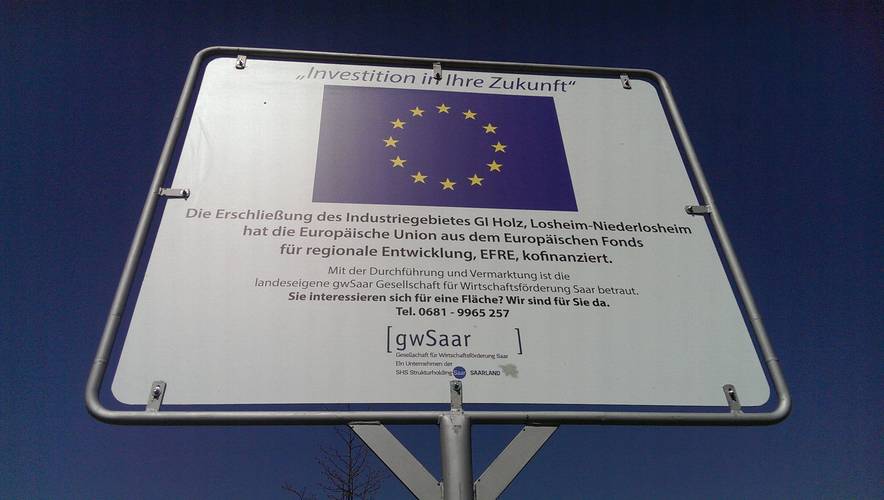 „Investition in Ihre Zukunft“
Die Erschließung des Industriegebietes GI Holz, Losheim-Niederlosheim
hat die Europäische Union aus dem Europäischen Fonds
für regionale Entwicklung, EFRE, kofinanziert.
Mit der Durchführung und Vermarktung ist die
landeseigene gwSaar Gesellschaft für Wirtschaftsförderung Saar betraut.
Sie interessieren sich für eine Fläche? Wir sind für Sie da.
Tel. 0681 - 9965 257
[gwSaar ]
Gesellschaft für Wirtschaftsförderung Saar
Ein Unternehmen der
SHS Strukturholding Saar SAARLAND